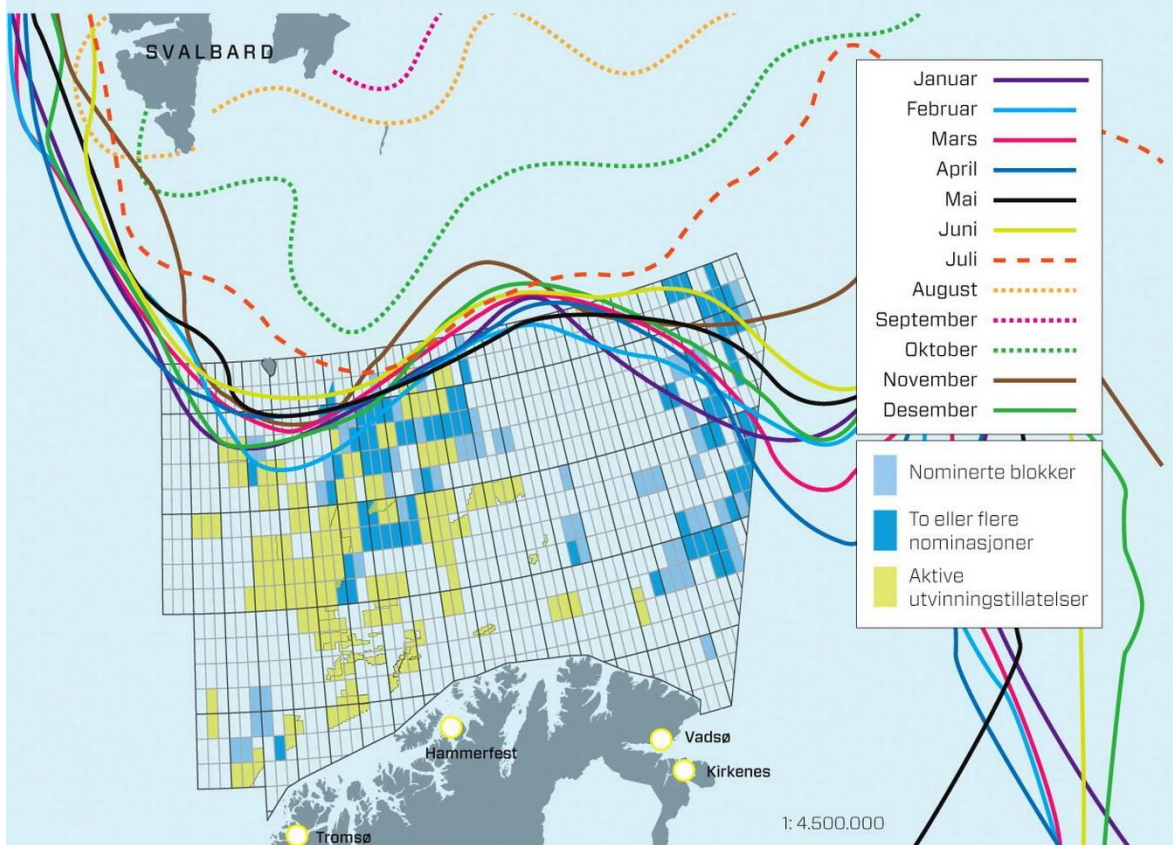 SVALBARD
Januar
Februar
Mars
April
Mai
Juni
Juli
August
September
Oktober
November
Desember
Nominerte blokker
To eller flere
nominasjoner
Aktive
utvinningstillatelser
Hammerfest
Vadsø
Kirkenes
Tromsø
1: 4.500.000